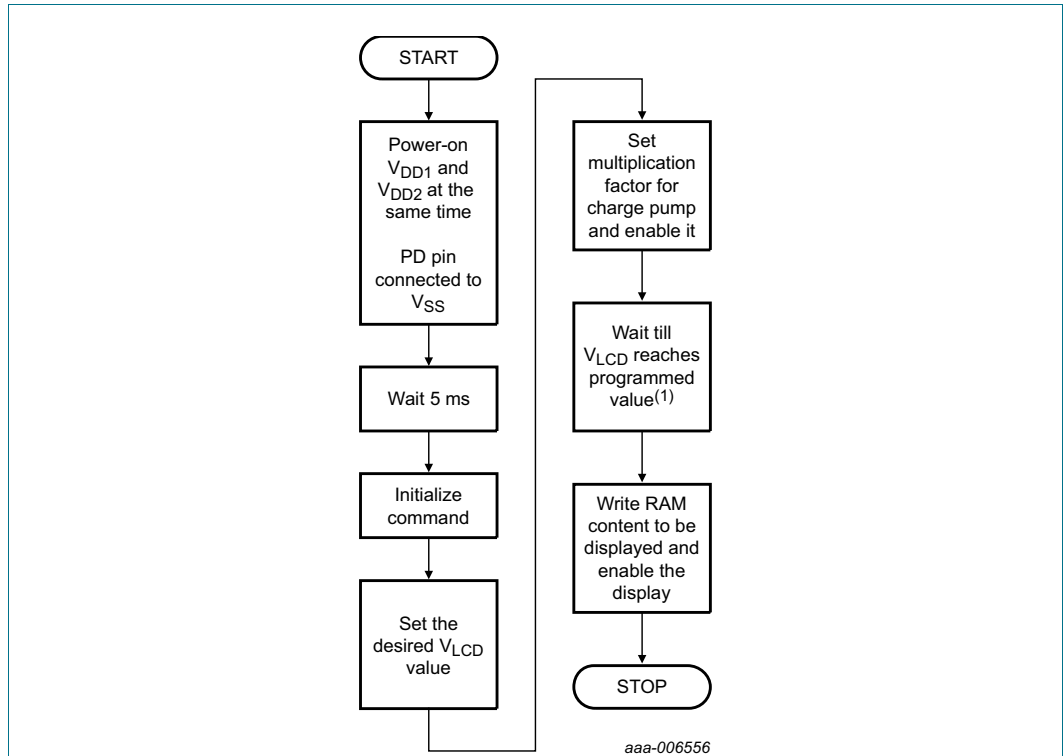 START
Power-on
VDD1 and
VDD2 at the
same time
PD pin
connected to
VSS
Wait 5 ms
Initialize
command
Set the
desired VLCD
value
Set
multiplication
factor for
charge pump
and enable it
Wait till
VLCD reaches
programmed
value(1)
Write RAM
content to be
displayed and
enable the
display
STOP
aaa-006556